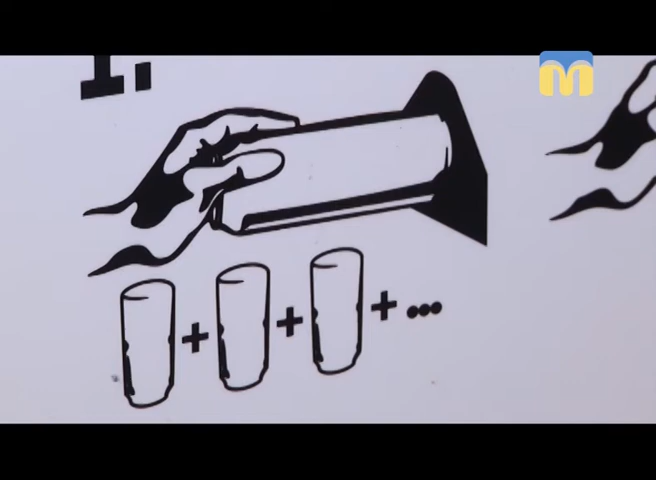 1.
+ + + ...
m